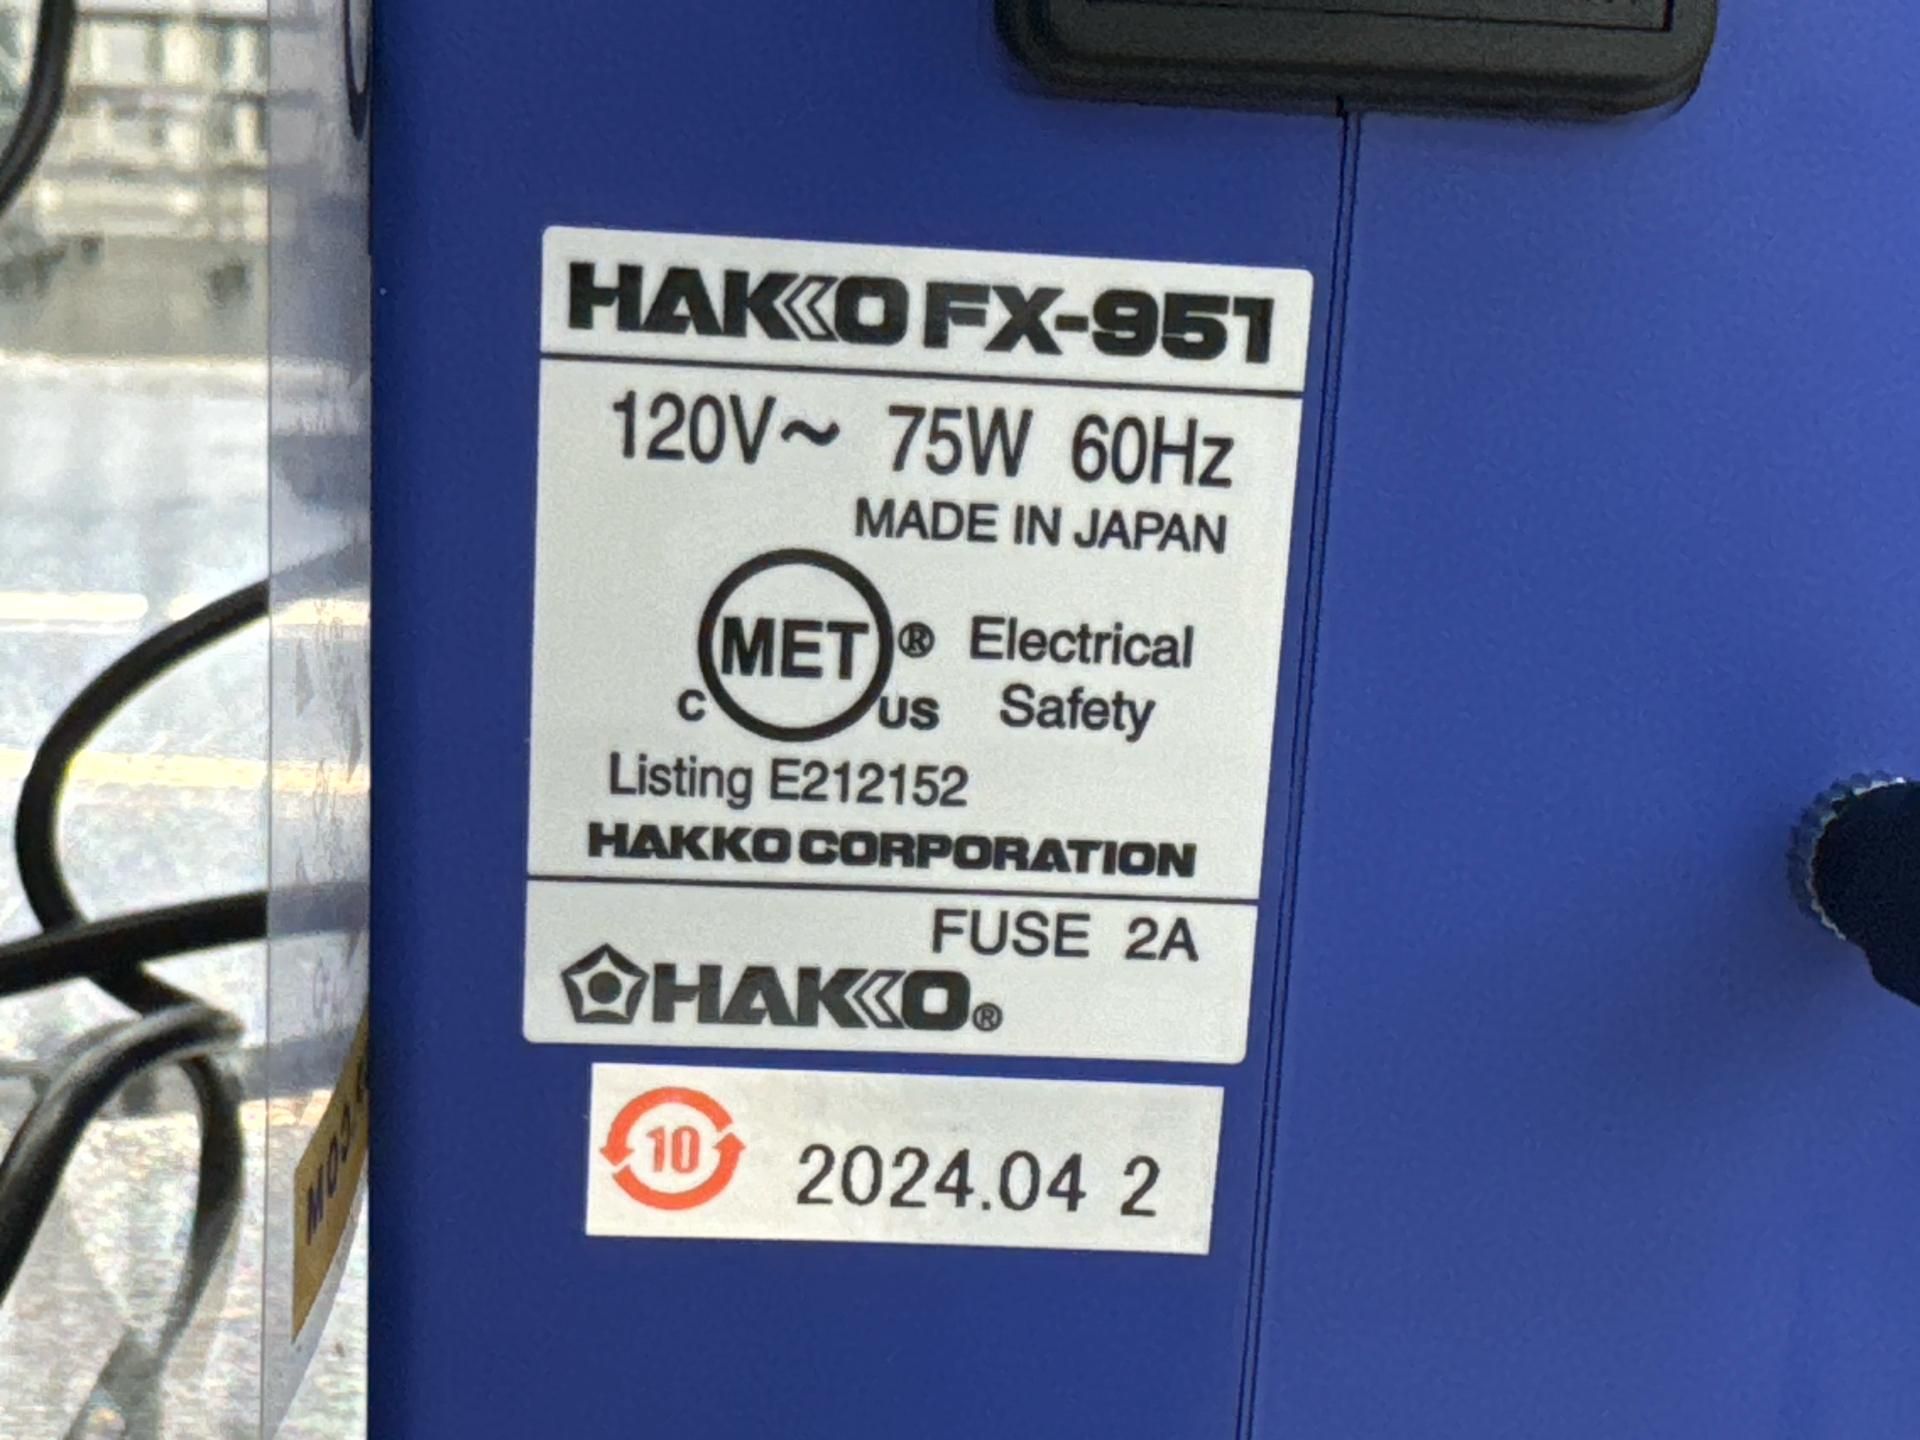 HAKKO FX-951
120V~ 75W 60Hz
MADE IN JAPAN
MET® Electrical
C US Safety
Listing E212152
HAKKO CORPORATION
FUSE 2A
HAKKO®
10 2024.04 2